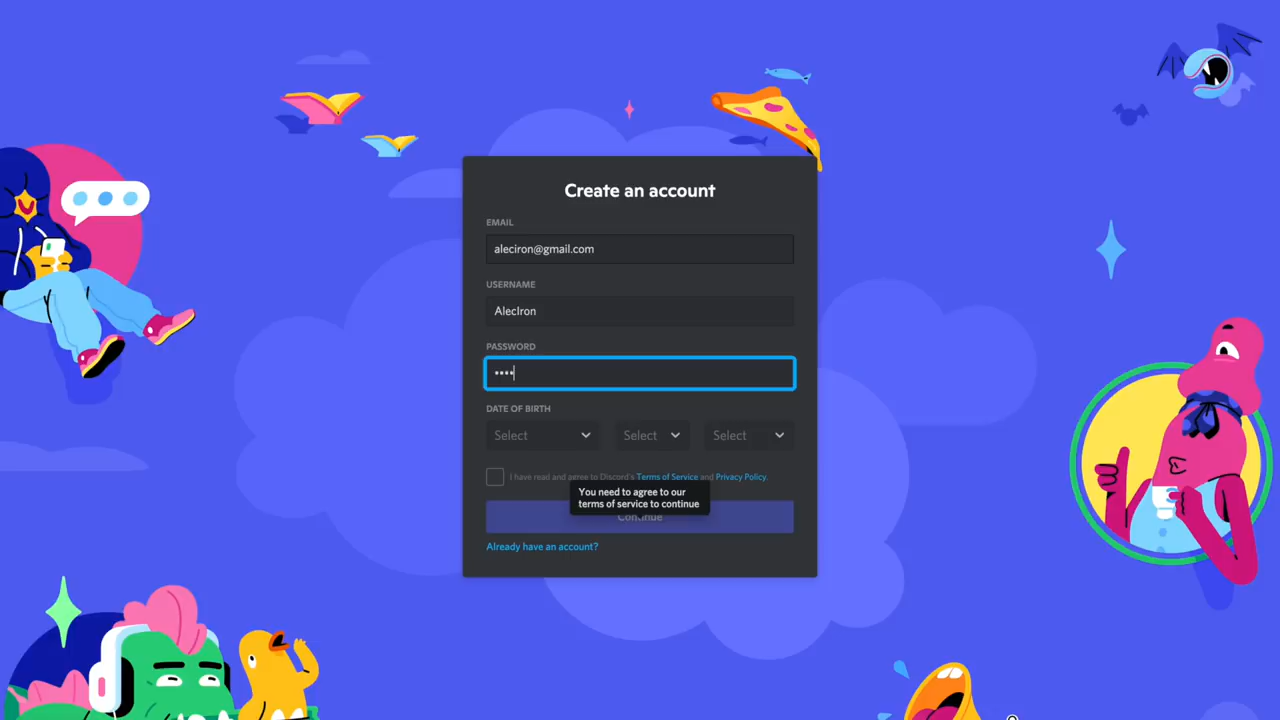 Create an account
EMAIL
aleciron@gmail.com
USERNAME
AlecIron
PASSWORD
••••
DATE OF BIRTH
Select Select Select
I have read and agree to Discord's Terms of Service and Privacy Policy.
You need to agree to our
terms of service to continue
Continue
Already have an account?